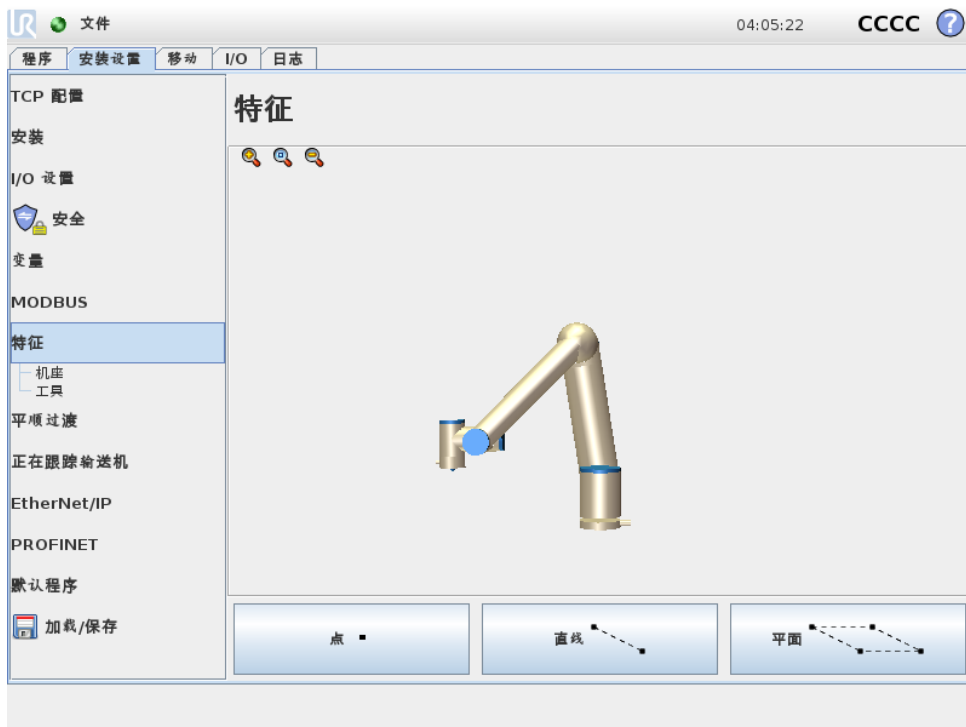 UR 文件 04:05:22 CCCC ?
程序 安装设置 移动 I/O 日志
TCP 配置
安装
I/O 设置
安全
变量
MODBUS
特征
机座
工具
平顺过渡
正在跟踪输送机
EtherNet/IP
PROFINET
默认程序
加载/保存
特征
点
直线
平面